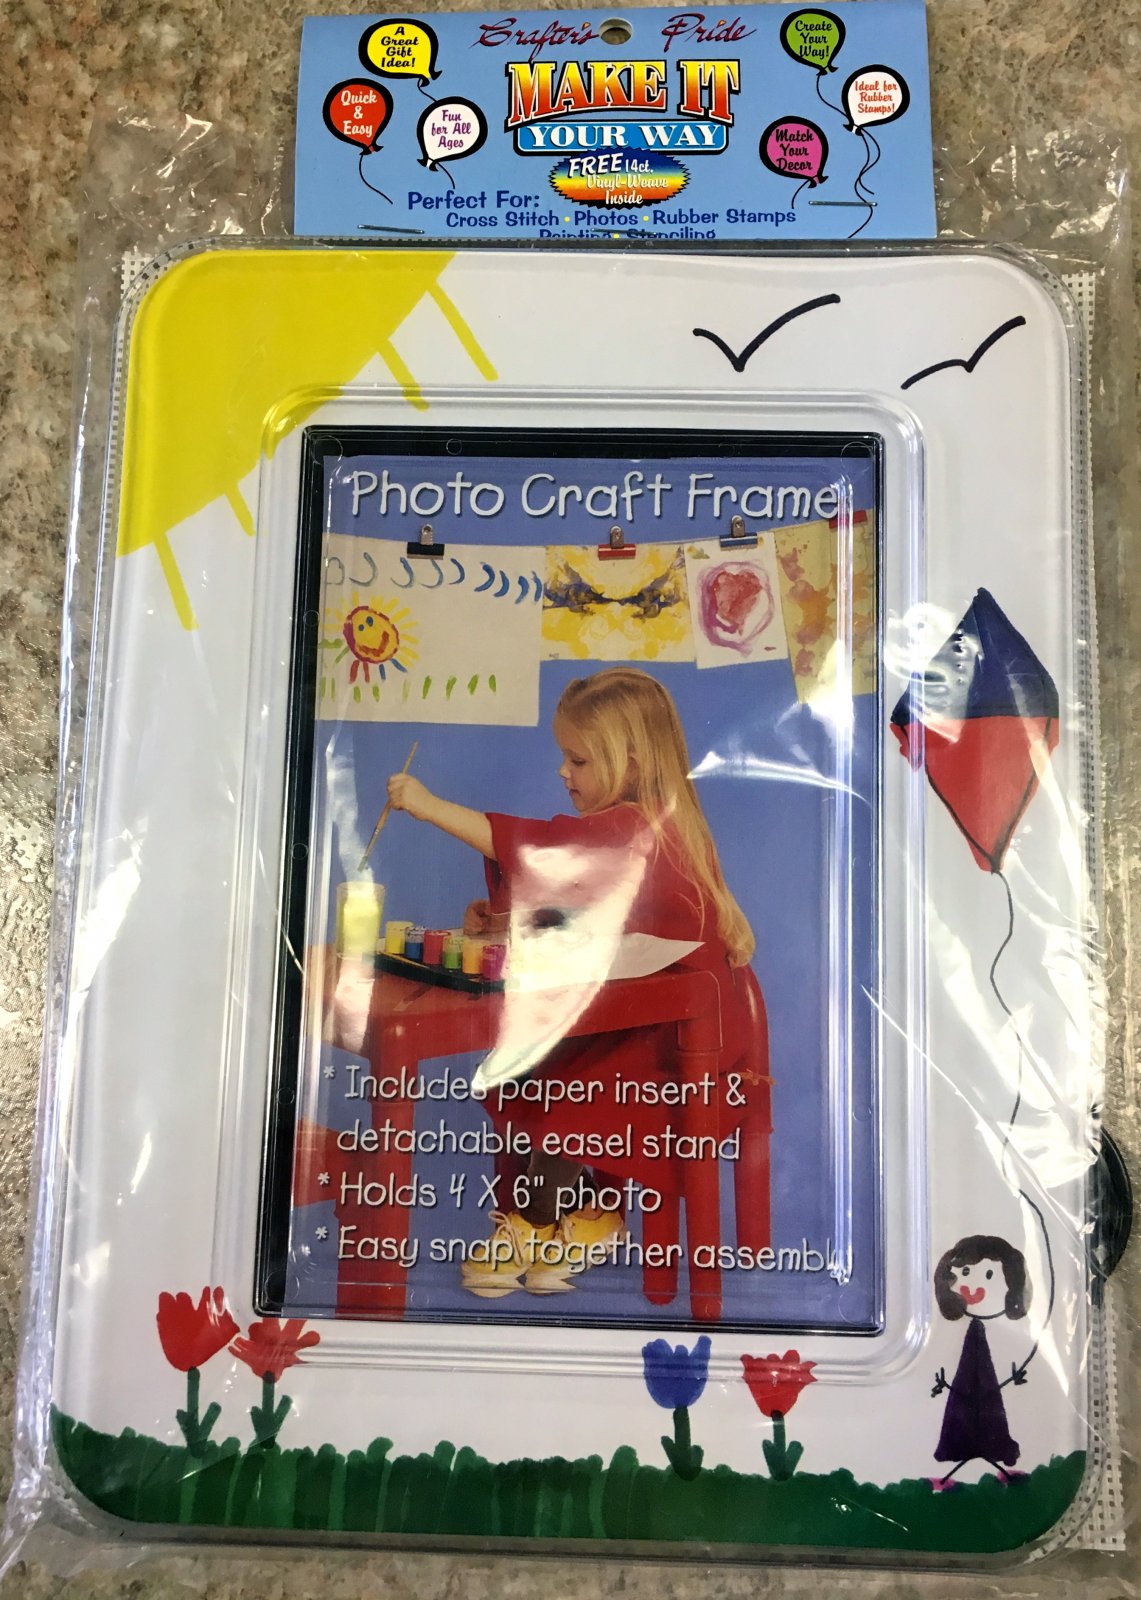 Crafter's Pride
MAKE IT
YOUR WAY
FREE 14ct.
Vinyl-Weave
Inside
A
Great
Gift
Idea!
Quick
&
Easy
Fun
for All
Ages
Create
Your
Way!
Ideal for
Rubber
Stamps!
Match
Your
Decor
Perfect For:
Cross Stitch • Photos • Rubber Stamps
Painting • Stenciling
Photo Craft Frame
* Includes paper insert &
detachable easel stand
* Holds 4 X 6" photo
* Easy snap together assembly